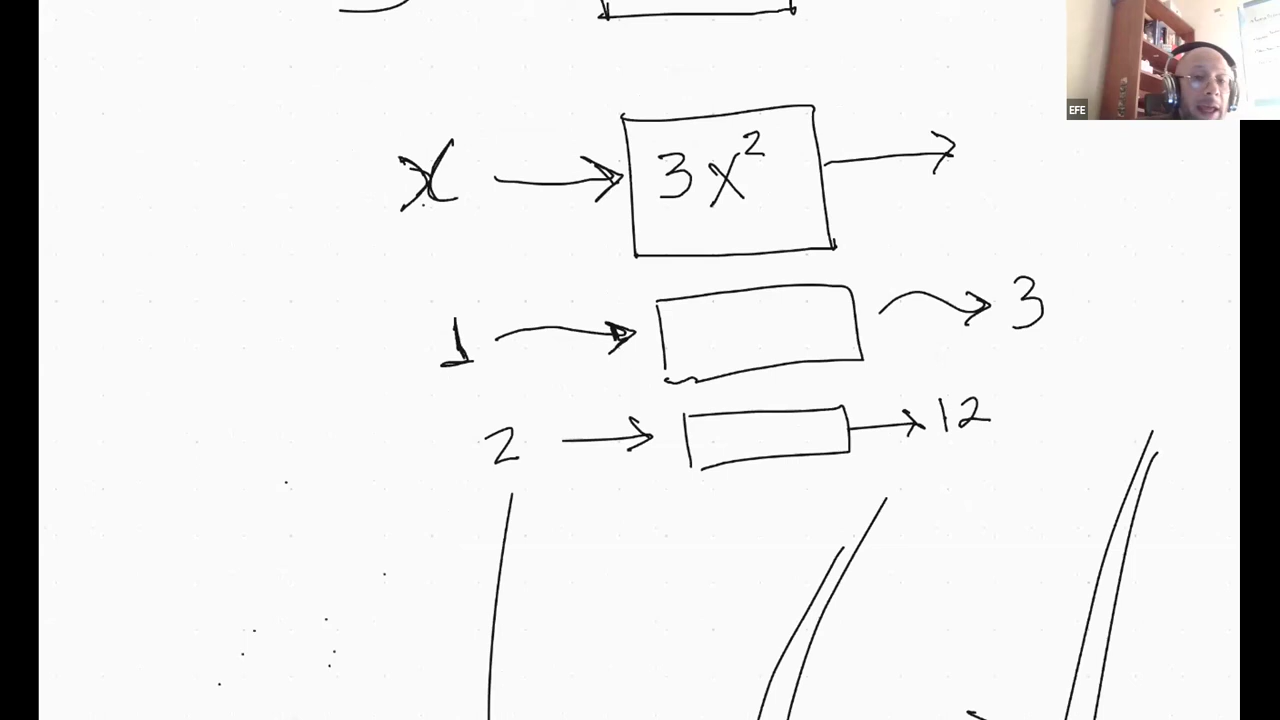 EFE
x → 3x² →
1 → 3
2 → 12